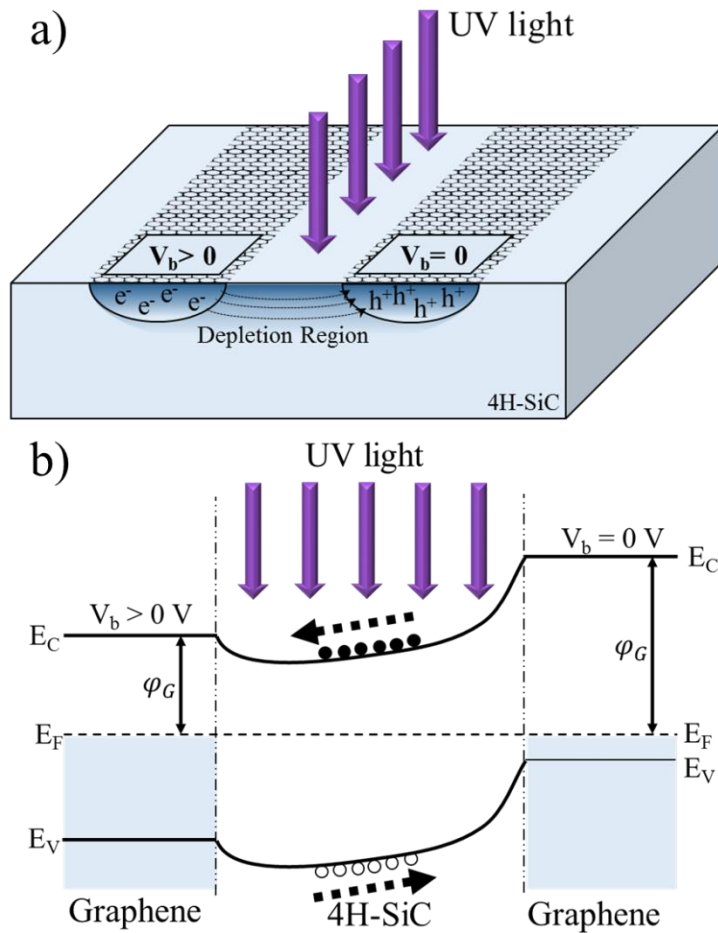 a)
UV light
V_b> 0
V_b= 0
e⁻ e⁻ e⁻ e⁻
h⁺ h⁺ h⁺ h⁺
Depletion Region
4H-SiC
b)
UV light
V_b = 0 V
E_C
V_b > 0 V
E_C
φ_G
φ_G
E_F
E_F
E_V
E_V
Graphene
4H-SiC
Graphene